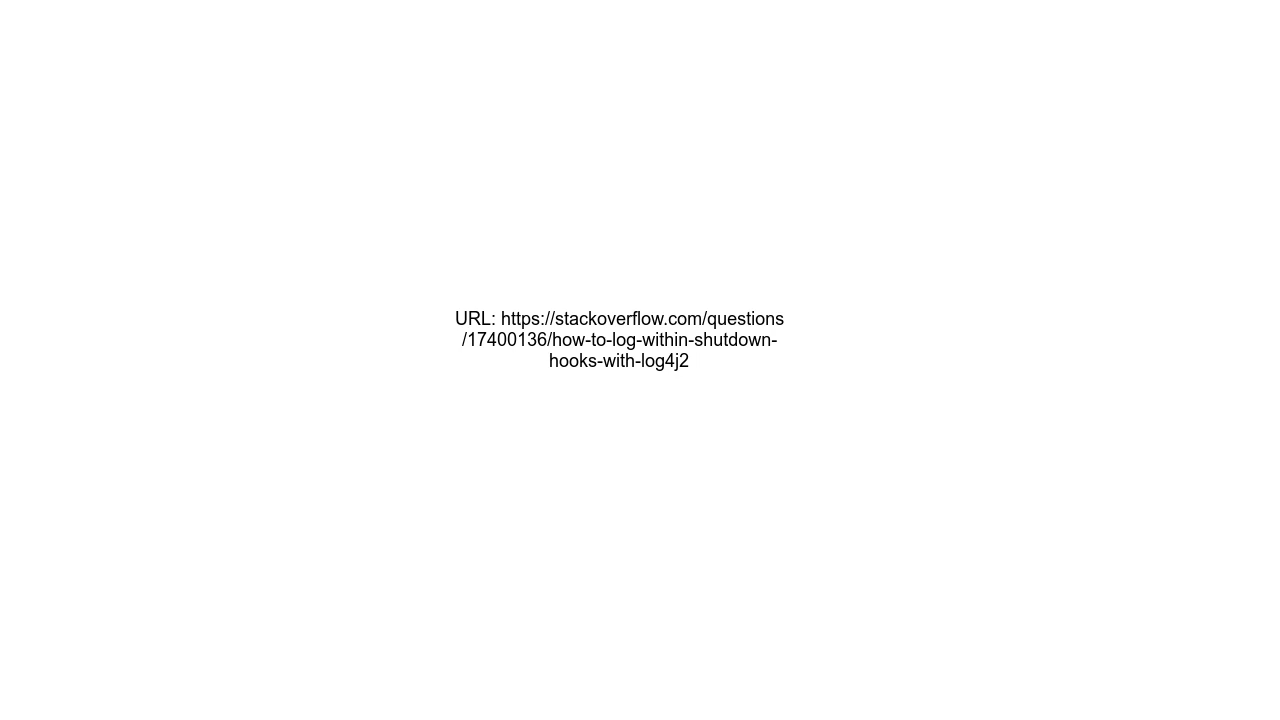 URL: https://stackoverflow.com/questions
/17400136/how-to-log-within-shutdown-
hooks-with-log4j2